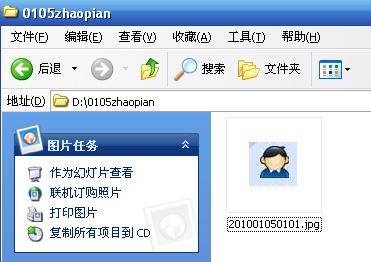 0105zhaopian
文件(F) 编辑(E) 查看(V) 收藏(A) 工具(T) 帮助(H)
后退 搜索 文件夹
地址(D) D:\0105zhaopian
图片任务
作为幻灯片查看
联机订购照片
打印图片
复制所有项目到 CD
201001050101.jpg